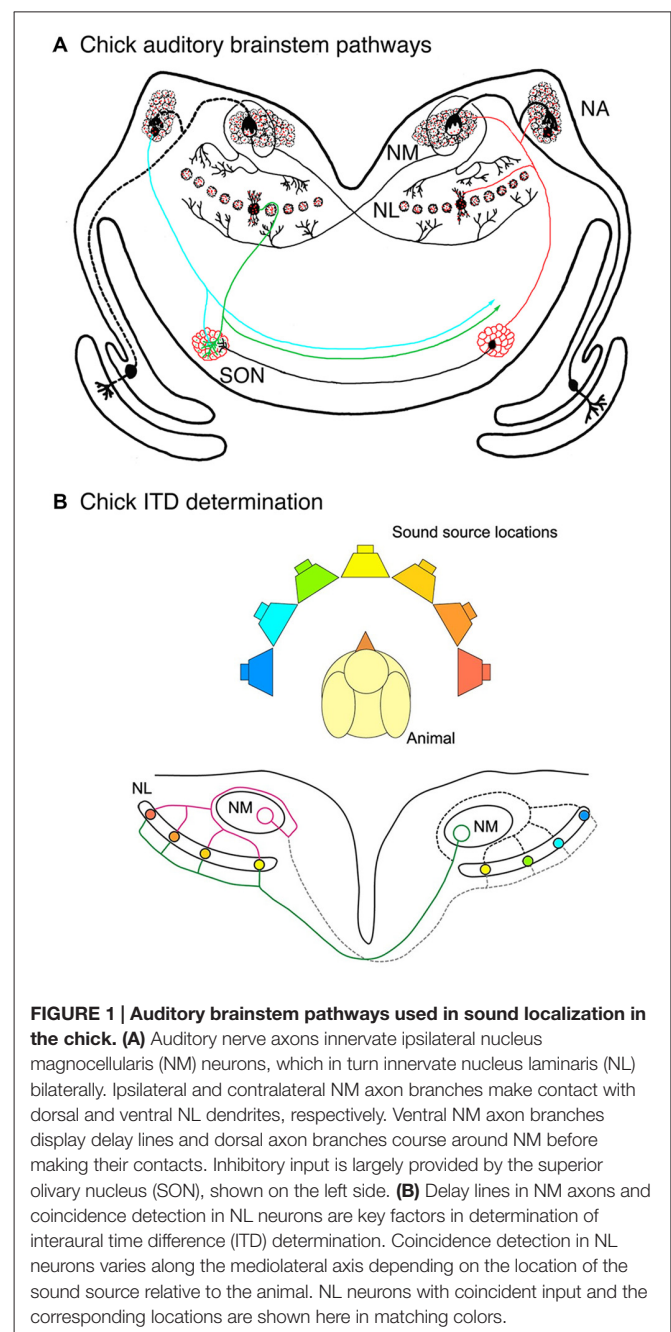 A Chick auditory brainstem pathways
NA
NM
NL
SON
B Chick ITD determination
Sound source locations
Animal
NL
NM
NM
FIGURE 1 | Auditory brainstem pathways used in sound localization in
the chick. (A) Auditory nerve axons innervate ipsilateral nucleus
magnocellularis (NM) neurons, which in turn innervate nucleus laminaris (NL)
bilaterally. Ipsilateral and contralateral NM axon branches make contact with
dorsal and ventral NL dendrites, respectively. Ventral NM axon branches
display delay lines and dorsal axon branches course around NM before
making their contacts. Inhibitory input is largely provided by the superior
olivary nucleus (SON), shown on the left side. (B) Delay lines in NM axons and
coincidence detection in NL neurons are key factors in determination of
interaural time difference (ITD) determination. Coincidence detection in NL
neurons varies along the mediolateral axis depending on the location of the
sound source relative to the animal. NL neurons with coincident input and the
corresponding locations are shown here in matching colors.